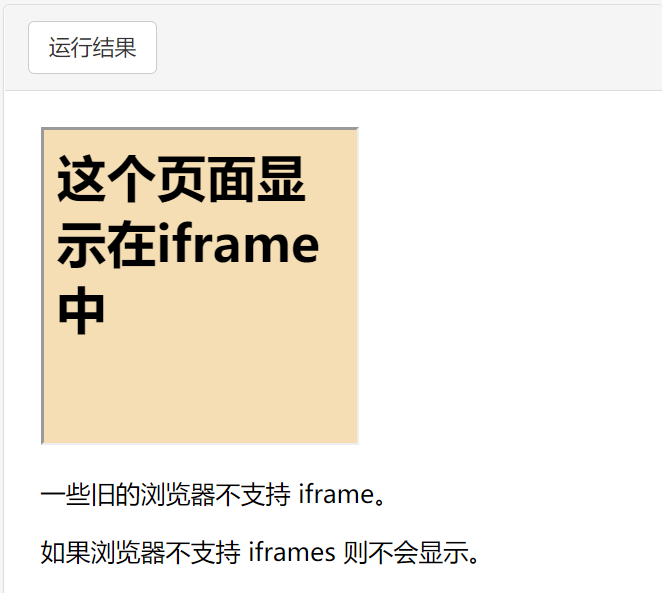 运行结果
这个页面显
示在iframe
中
一些旧的浏览器不支持 iframe。
如果浏览器不支持 iframes 则不会显示。